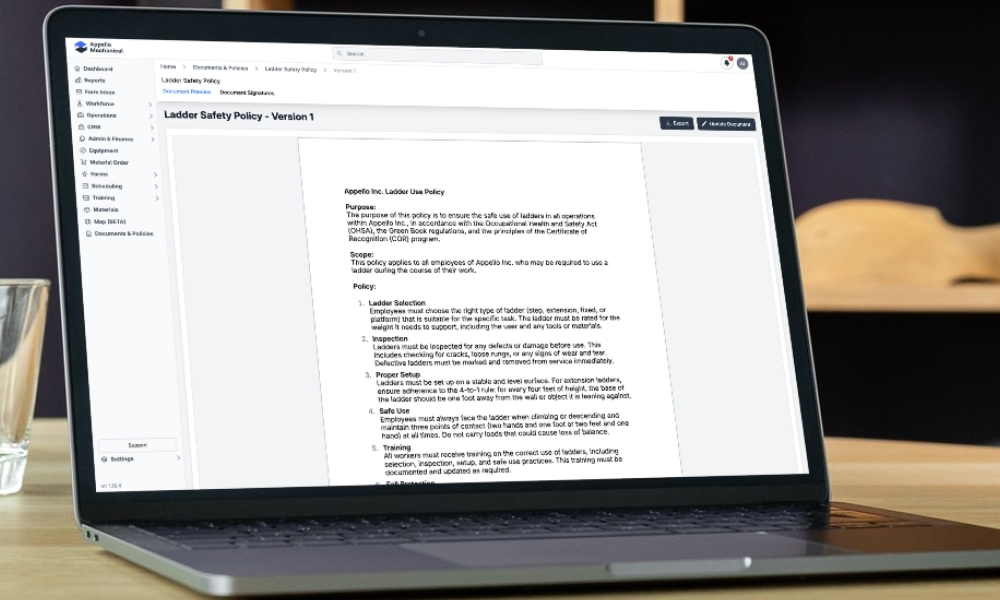 Appello
Mechanical
Search
Dashboard
Reports
Form Inbox
Workforce
Operations
CRM
Admin & Finance
Equipment
Material Order
Forms
Scheduling
Training
Materials
Map (BETA)
Documents & Policies
Support
Settings
Home > Documents & Policies > Ladder Safety Policy > Version 1
Ladder Safety Policy
Document Preview Document Signatures
Ladder Safety Policy - Version 1
Export Update Document
Appello Inc. Ladder Use Policy
Purpose:
The purpose of this policy is to ensure the safe use of ladders in all operations
within Appello Inc., in accordance with the Occupational Health and Safety Act
(OHSA), the Green Book regulations, and the principles of the Certificate of
Recognition (COR) program.
Scope:
This policy applies to all employees of Appello Inc. who may be required to use a
ladder during the course of their work.
Policy:
1. Ladder Selection
Employees must choose the right type of ladder (step, extension, fixed, or
platform) that is suitable for the specific task. The ladder must be rated for the
weight it needs to support, including the user and any tools or materials.
2. Inspection
Ladders must be inspected for any defects or damage before use. This
includes checking for cracks, loose rungs, or any signs of wear and tear.
Defective ladders must be marked and removed from service immediately.
3. Proper Setup
Ladders must be set up on a stable and level surface. For extension ladders,
ensure adherence to the 4-to-1 rule: for every four feet of height, the base of
the ladder should be one foot away from the wall or object it is leaning against.
4. Safe Use
Employees must always face the ladder when climbing or descending and
maintain three points of contact (two hands and one foot or two feet and one
hand) at all times. Do not carry loads that could cause loss of balance.
5. Training
All workers must receive training on the correct use of ladders, including
selection, inspection, setup, and safe use practices. This training must be
documented and updated as required.
Fall Protection